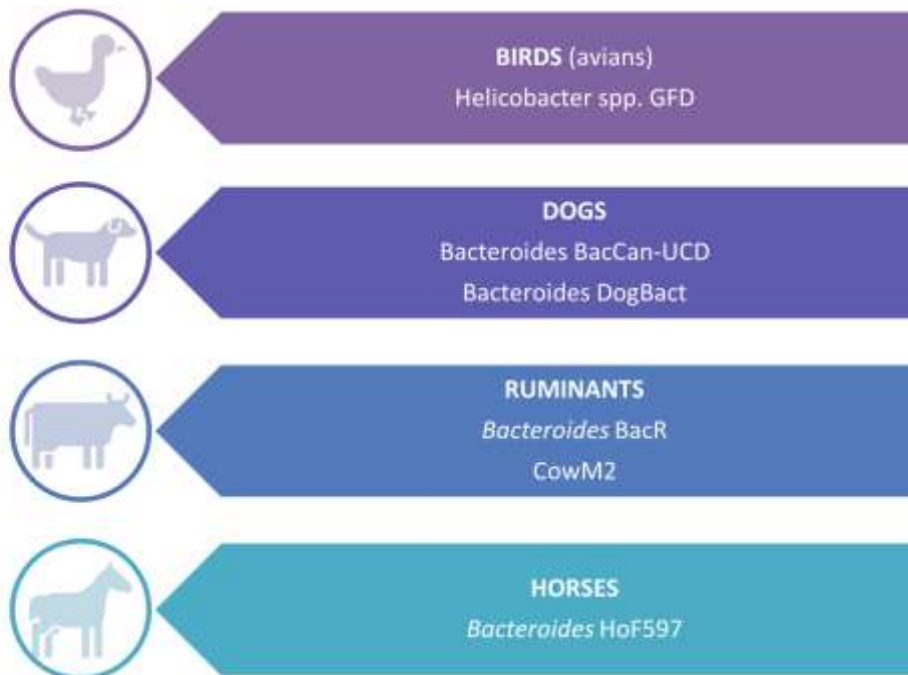 BIRDS (avians)
Helicobacter spp. GFD
DOGS
Bacteroides BacCan-UCD
Bacteroides DogBact
RUMINANTS
Bacteroides BacR
CowM2
HORSES
Bacteroides HoF597